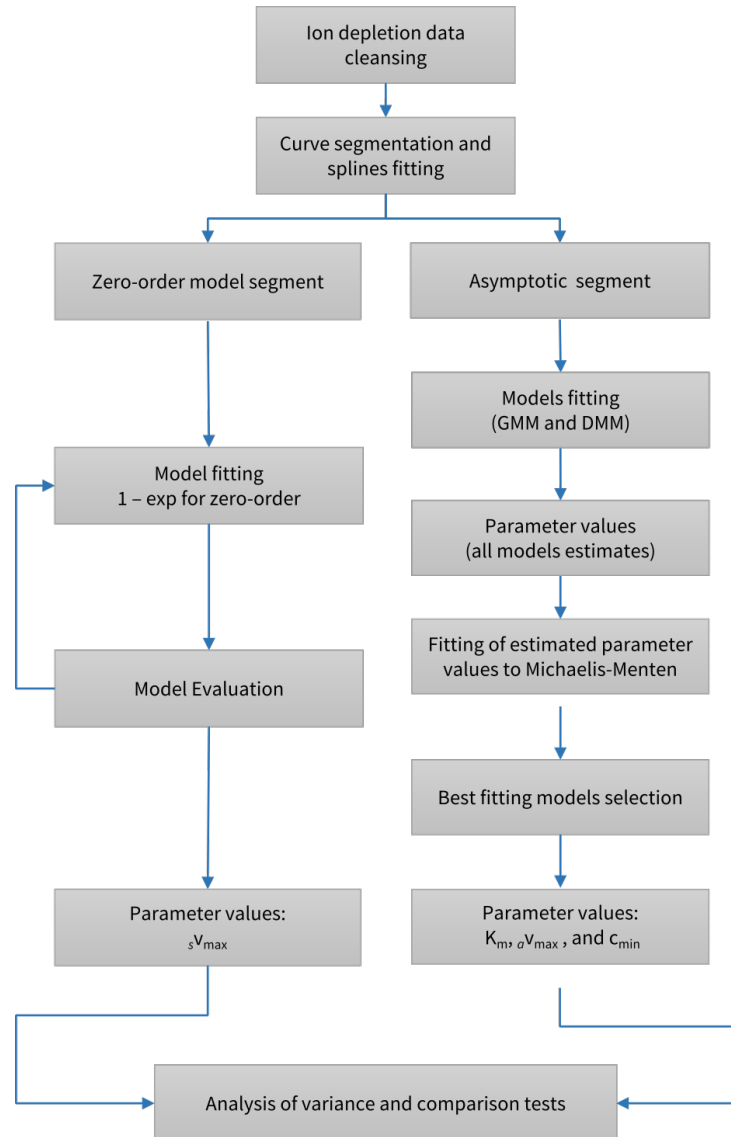 Ion depletion data
cleansing
Curve segmentation and
splines fitting
Zero-order model segment
Asymptotic segment
Models fitting
(GMM and DMM)
Model fitting
1 – exp for zero-order
Parameter values
(all models estimates)
Fitting of estimated parameter
values to Michaelis-Menten
Model Evaluation
Best fitting models selection
Parameter values:
sVmax
Parameter values:
Km, aVmax , and cmin
Analysis of variance and comparison tests